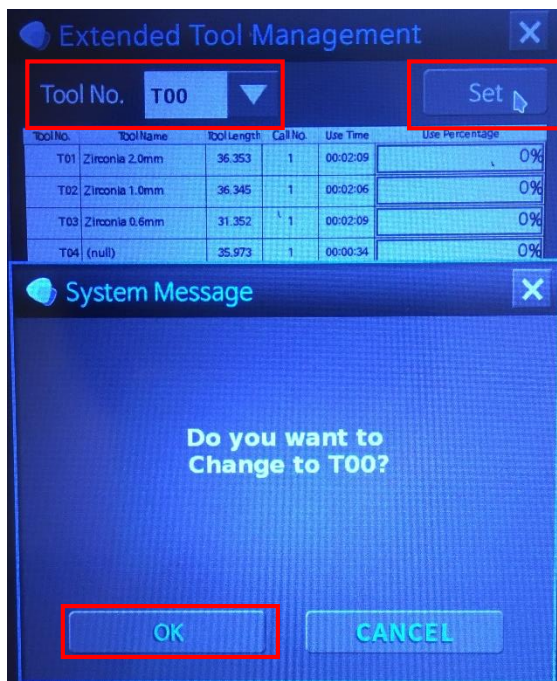 Extended Tool Management
Tool No. T00 Set
Tool No. Tool Name Tool Length Call No. Use Time Use Percentage
T01 Zirconia 2.0mm 36.353 1 00:02:09 0%
T02 Zirconia 1.0mm 36.345 1 00:02:06 0%
T03 Zirconia 0.6mm 31.352 1 00:02:09 0%
T04 (null) 35.973 1 00:00:34 0%
System Message
Do you want to
Change to T00?
OK CANCEL